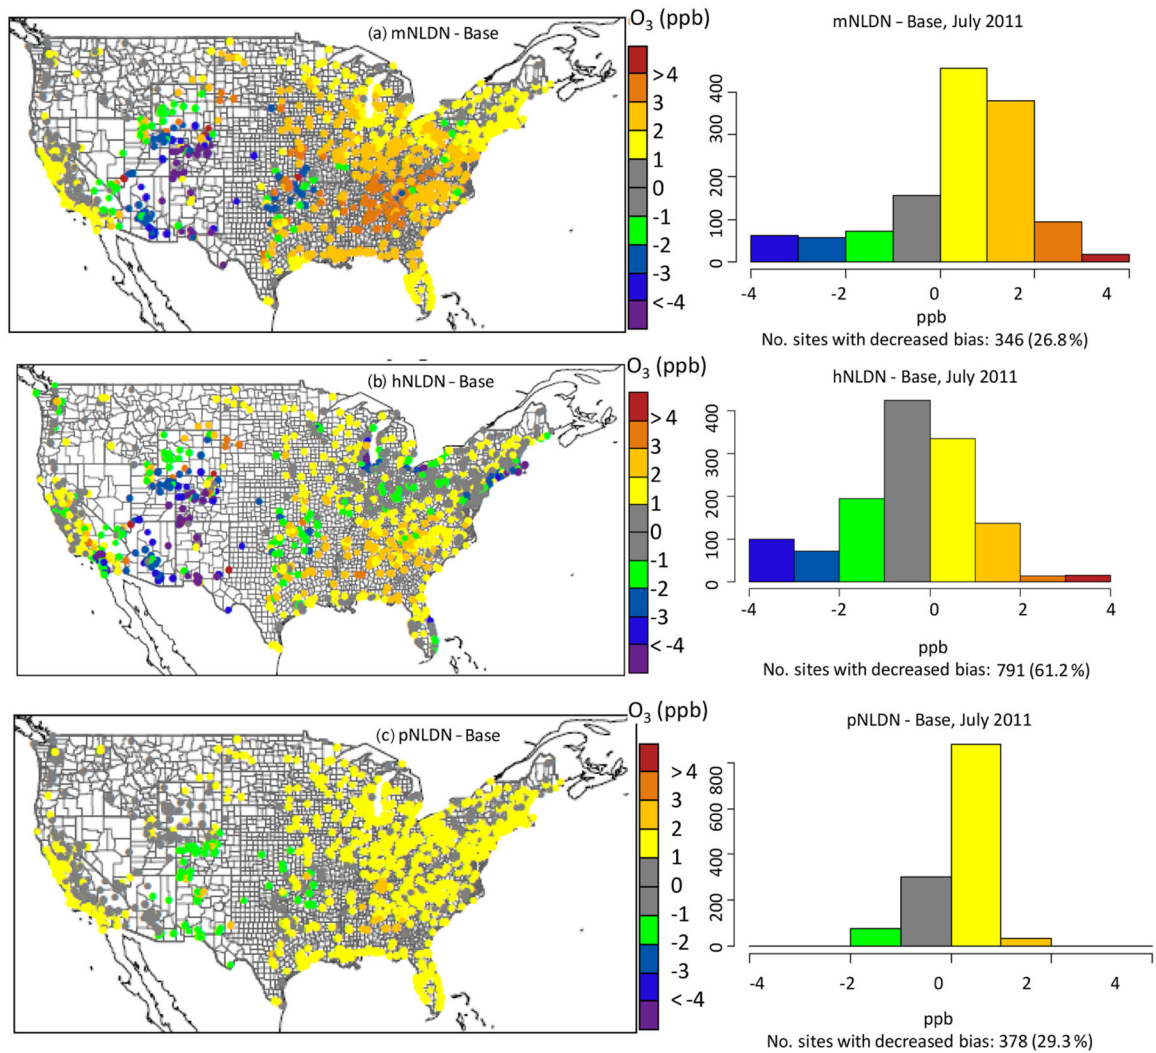 (a) mNLDN - Base
O3 (ppb)
>4
3
2
1
0
-1
-2
-3
< -4
mNLDN – Base, July 2011
400
300
200
100
0
-4 -2 0 2 4
ppb
No. sites with decreased bias: 346 (26.8%)
(b) hNLDN – Base
O3 (ppb)
>4
3
2
1
0
-1
-2
-3
< -4
hNLDN – Base, July 2011
400
300
200
100
0
-4 -2 0 2 4
ppb
No. sites with decreased bias: 791 (61.2%)
(c) pNLDN – Base
O3 (ppb)
>4
3
2
1
0
-1
-2
-3
< -4
pNLDN - Base, July 2011
6000 800
400
200
0
-4 -2 0 2 4
ppb
No. sites with decreased bias: 378 (29.3%)